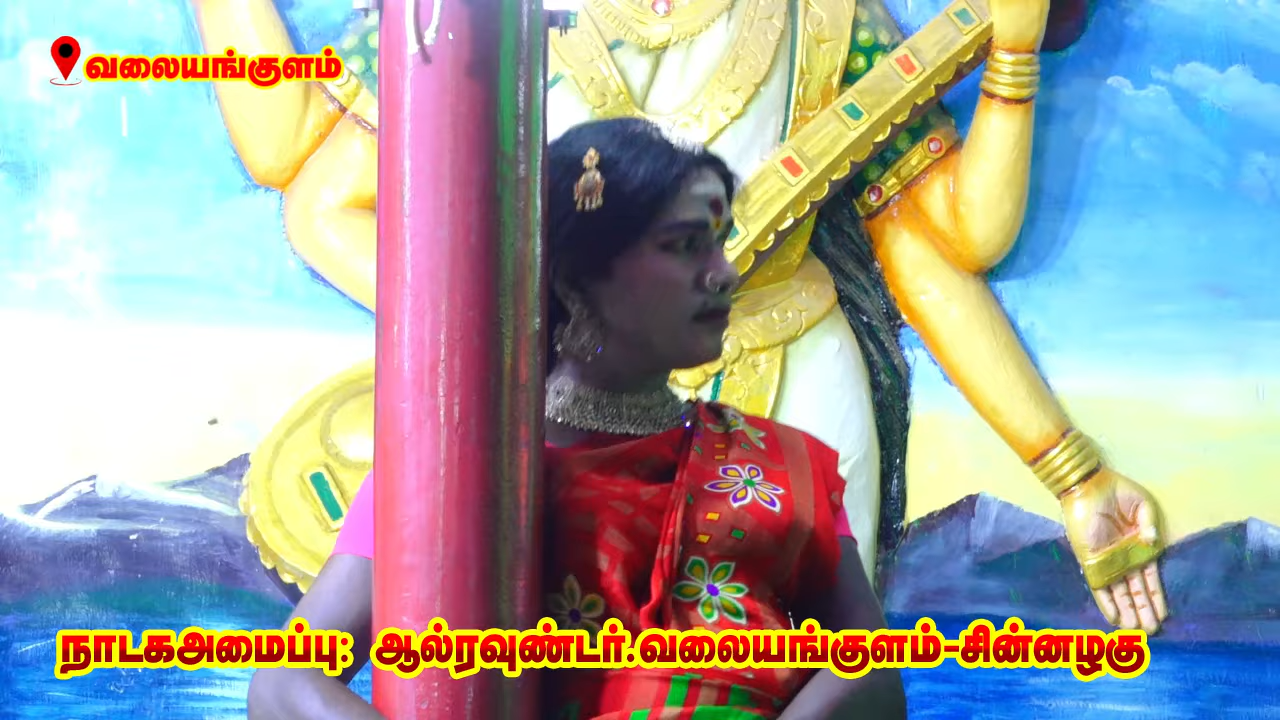 வலையங்குளம்
நாடகஅமைப்பு: ஆல்ரவுண்டர்.வலையங்குளம்-சின்னழகு